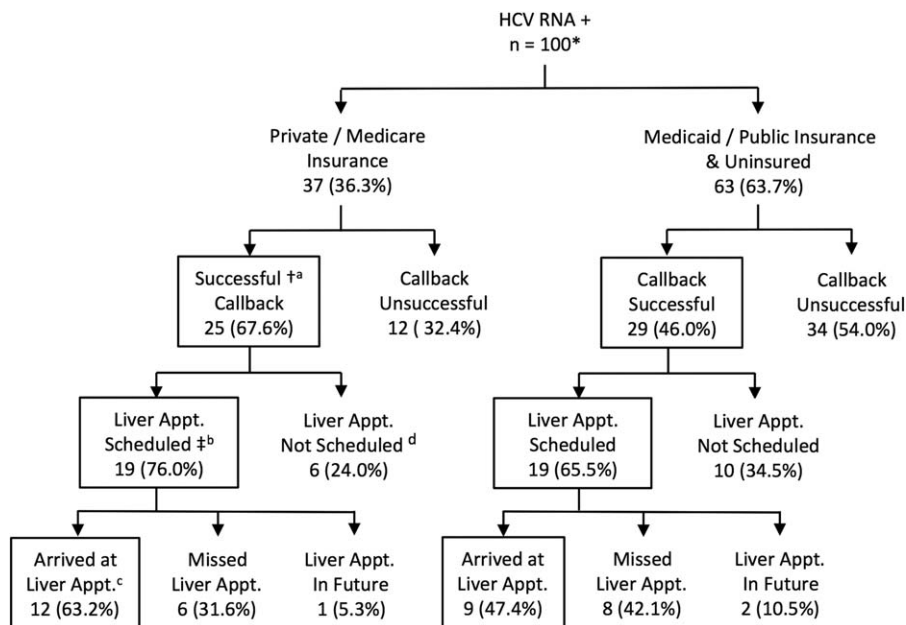 HCV RNA +
n = 100*
Private / Medicare
Insurance
37 (36.3%)
Medicaid / Public Insurance
& Uninsured
63 (63.7%)
Successful †ᵃ
Callback
25 (67.6%)
Callback
Unsuccessful
12 ( 32.4%)
Callback
Successful
29 (46.0%)
Callback
Unsuccessful
34 (54.0%)
Liver Appt.
Scheduled ‡ᵇ
19 (76.0%)
Liver Appt.
Not Scheduled ᵈ
6 (24.0%)
Liver Appt.
Scheduled
19 (65.5%)
Liver Appt.
Not Scheduled
10 (34.5%)
Arrived at
Liver Appt.ᶜ
12 (63.2%)
Missed
Liver Appt.
6 (31.6%)
Liver Appt.
In Future
1 (5.3%)
Arrived at
Liver Appt.
9 (47.4%)
Missed
Liver Appt.
8 (42.1%)
Liver Appt.
In Future
2 (10.5%)